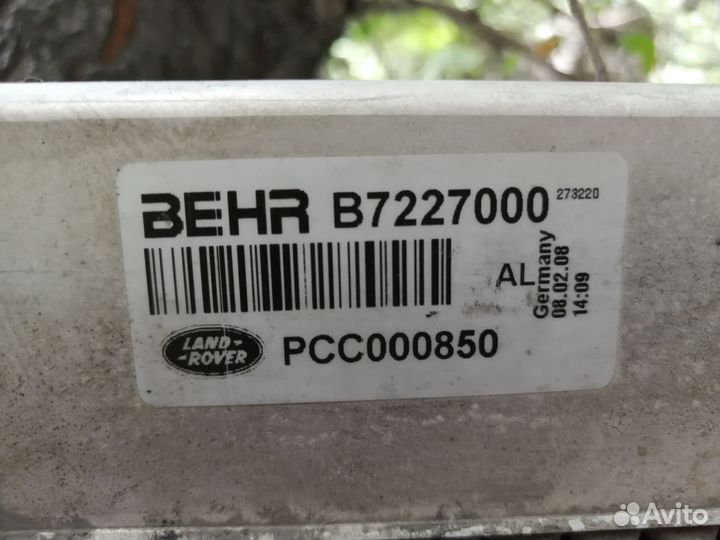 BEHR B7227000 273220
AL
Germany
08.02.08
14:09
LAND-
-ROVER
PCC000850
Avito